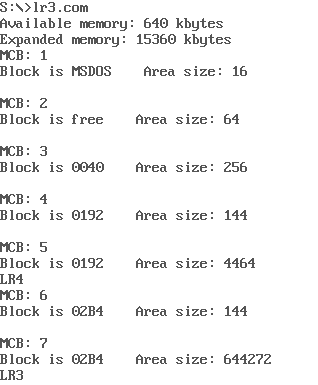 S:\>lr3.com
Available memory: 640 kbytes
Expanded memory: 15360 kbytes
MCB: 1
Block is MSDOS    Area size: 16
MCB: 2
Block is free    Area size: 64
MCB: 3
Block is 0040    Area size: 256
MCB: 4
Block is 0192    Area size: 144
MCB: 5
Block is 0192    Area size: 4464
LR4
MCB: 6
Block is 02B4    Area size: 144
MCB: 7
Block is 02B4    Area size: 644272
LR3